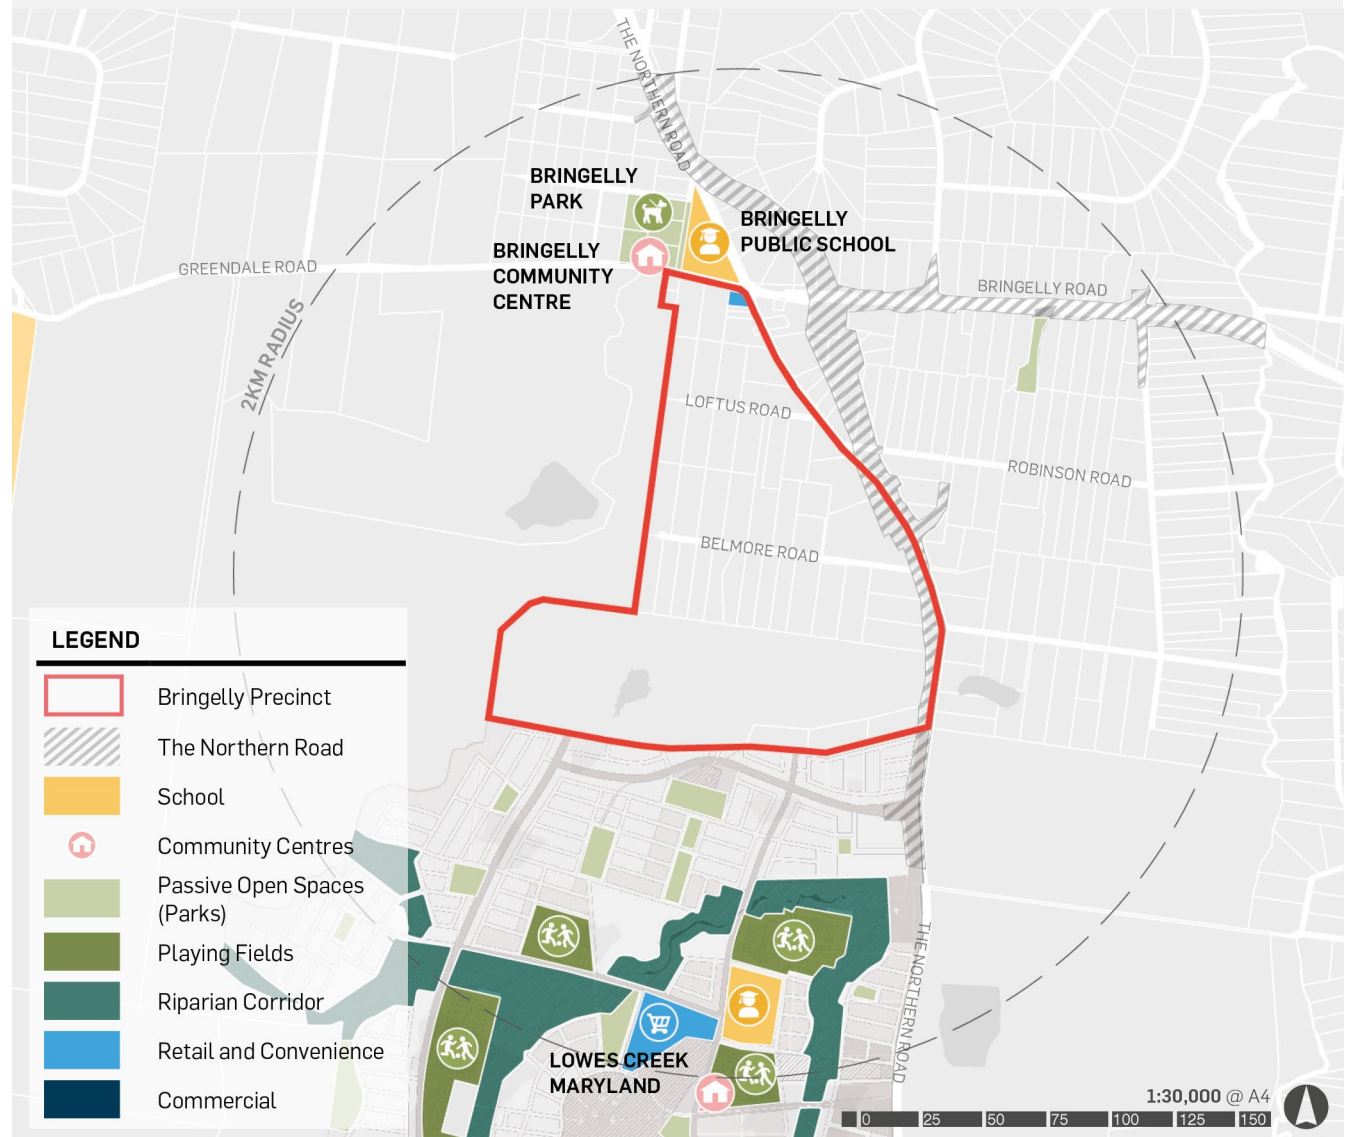 THE NORTHERN ROAD
THE NORTHERN ROAD
BRINGELLY
PARK
BRINGELLY
PUBLIC SCHOOL
BRINGELLY
COMMUNITY
CENTRE
GREENDALE ROAD
BRINGELLY ROAD
2KM RADIUS
LOFTUS ROAD
ROBINSON ROAD
BELMORE ROAD
LEGEND
Bringelly Precinct
The Northern Road
School
Community Centres
Passive Open Spaces
(Parks)
Playing Fields
Riparian Corridor
Retail and Convenience
Commercial
THE NORTHERN ROAD
LOWES CREEK
MARYLAND
1:30,000 @ A4
0 25 50 75 100 125 150